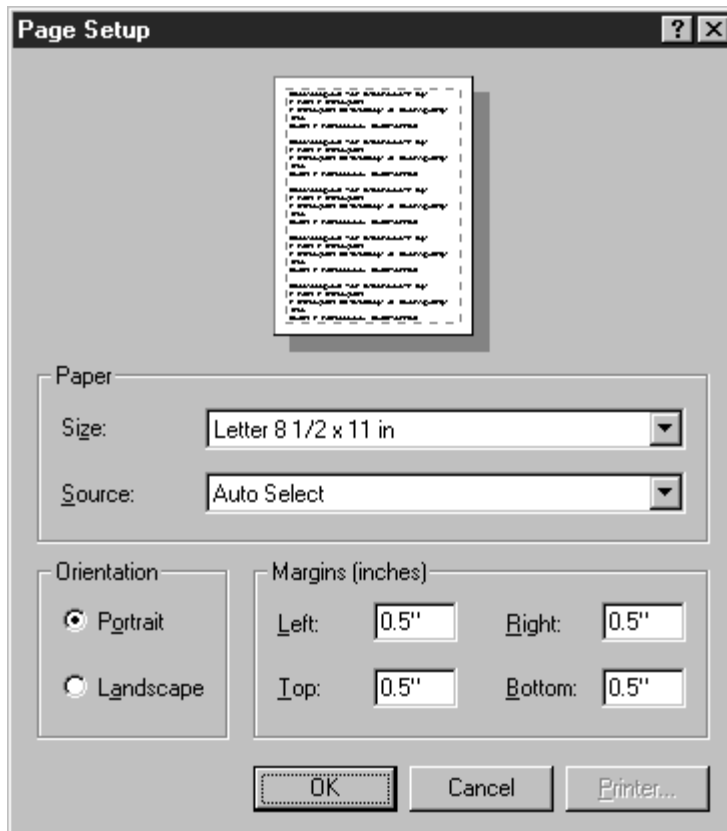 Page Setup
Paper
Size: Letter 8 1/2 x 11 in
Source: Auto Select
Orientation
Portrait
Landscape
Margins (inches)
Left: 0.5" Right: 0.5"
Top: 0.5" Bottom: 0.5"
OK Cancel Printer...